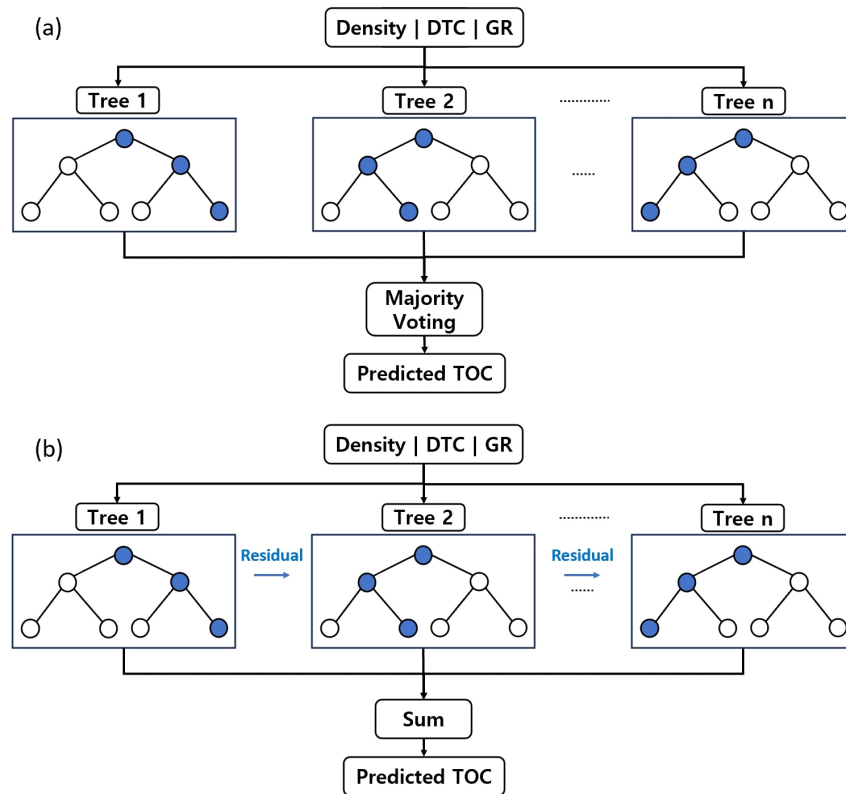 (a)
Density | DTC | GR
Tree 1
Tree 2
Tree n
Majority
Voting
Predicted TOC
(b)
Density | DTC | GR
Tree 1
Tree 2
Tree n
Residual
Residual
Sum
Predicted TOC